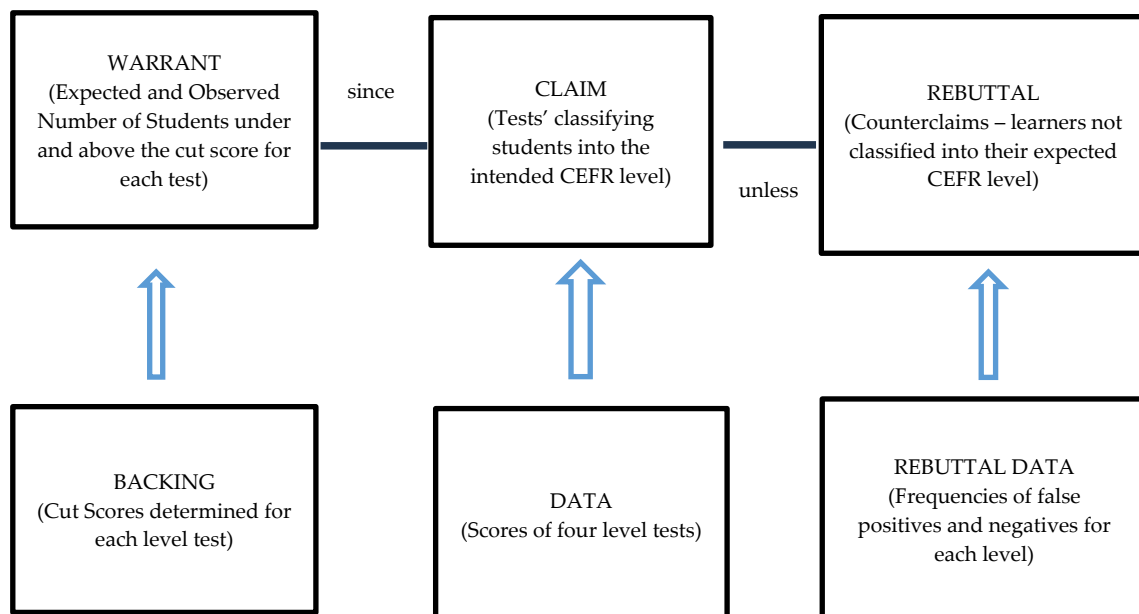 WARRANT
(Expected and Observed
Number of Students under
and above the cut score for
each test)
since
CLAIM
(Tests’ classifying
students into the
intended CEFR level)
unless
REBUTTAL
(Counterclaims – learners not
classified into their expected
CEFR level)
BACKING
(Cut Scores determined for
each level test)
DATA
(Scores of four level tests)
REBUTTAL DATA
(Frequencies of false
positives and negatives for
each level)